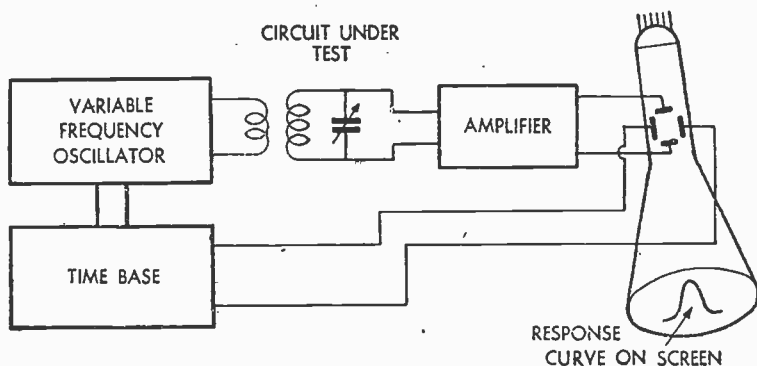 CIRCUIT UNDER
TEST
VARIABLE
FREQUENCY
OSCILLATOR
AMPLIFIER
TIME BASE
RESPONSE
CURVE ON SCREEN